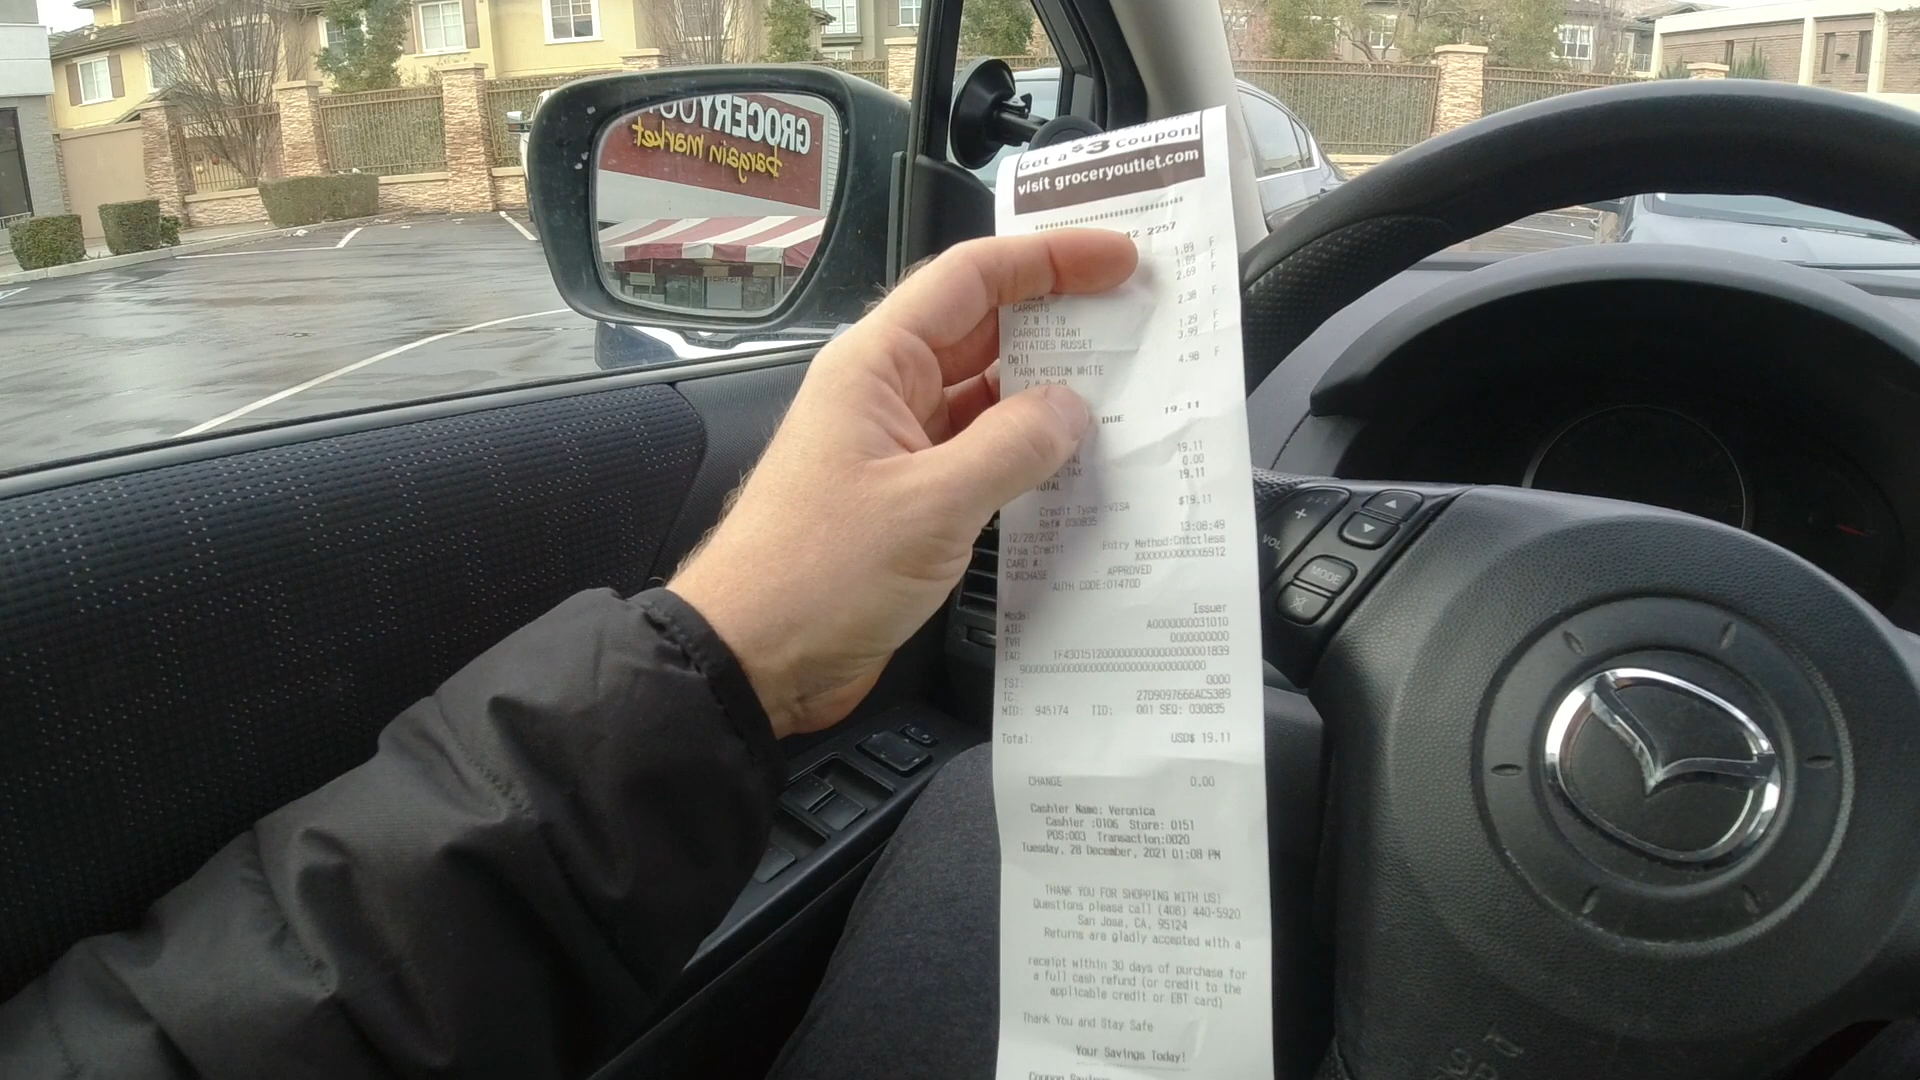 GROCERYOU
bargain market
Get a $3 Coupon!
visit groceryoutlet.com
42 2257
1.89 F
1.89 F
2.69 F
CARROTS
2 @ 1.19 2.38 F
CARROTS GIANT 1.29 F
POTATOES RUSSET 3.99 F
Deli
FARM MEDIUM WHITE 4.98 F
DUE 19.11
19.11
0.00
TAX 19.11
TOTAL
Credit Type :VISA $19.11
Ref# 030835
12/28/2021 13:08:49
Visa Credit Entry Method:Cntctless
CARD #: XXXXXXXXXXXX6912
PURCHASE - APPROVED
AUTH CODE:01470D
Mode: Issuer
AID: A0000000031010
TVR 0000000000
IAD
TSI: 0000
TC: 27D9097666AC5389
MID: 945174 TID: 001 SEQ: 030835
Total: USD$ 19.11
CHANGE 0.00
Cashier Name: Veronica
Cashier :0106 Store: 0151
POS:003 Transaction:0020
Tuesday, 28 December, 2021 01:08 PM
THANK YOU FOR SHOPPING WITH US!
Questions please call (408) 440-5920
San Jose, CA, 95124
Returns are gladly accepted with a
receipt within 30 days of purchase for
a full cash refund (or credit to the
applicable credit or EBT card)
Thank You and Stay Safe
Your Savings Today!
Coupon
+
VOL
MODE